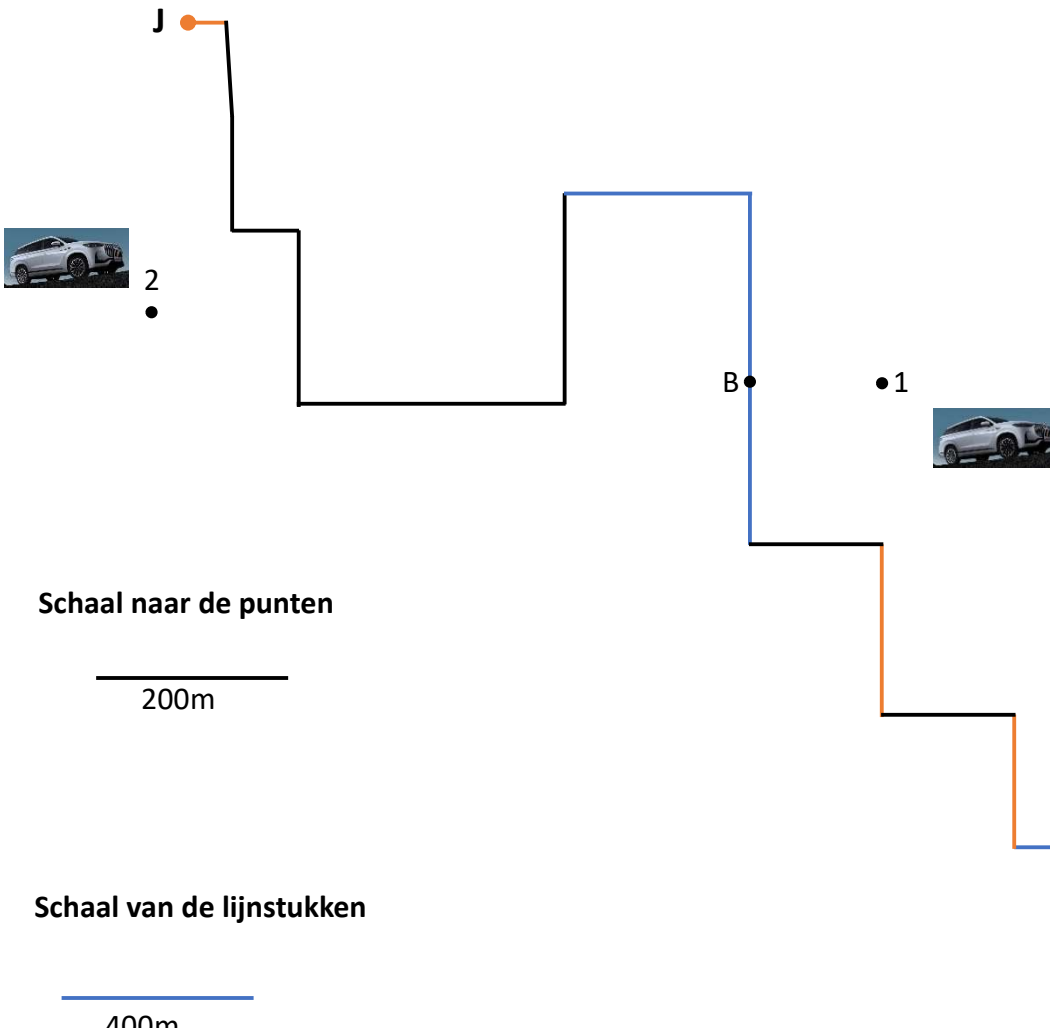 J
2
B
1
Schaal naar de punten
200m
Schaal van de lijnstukken
400m